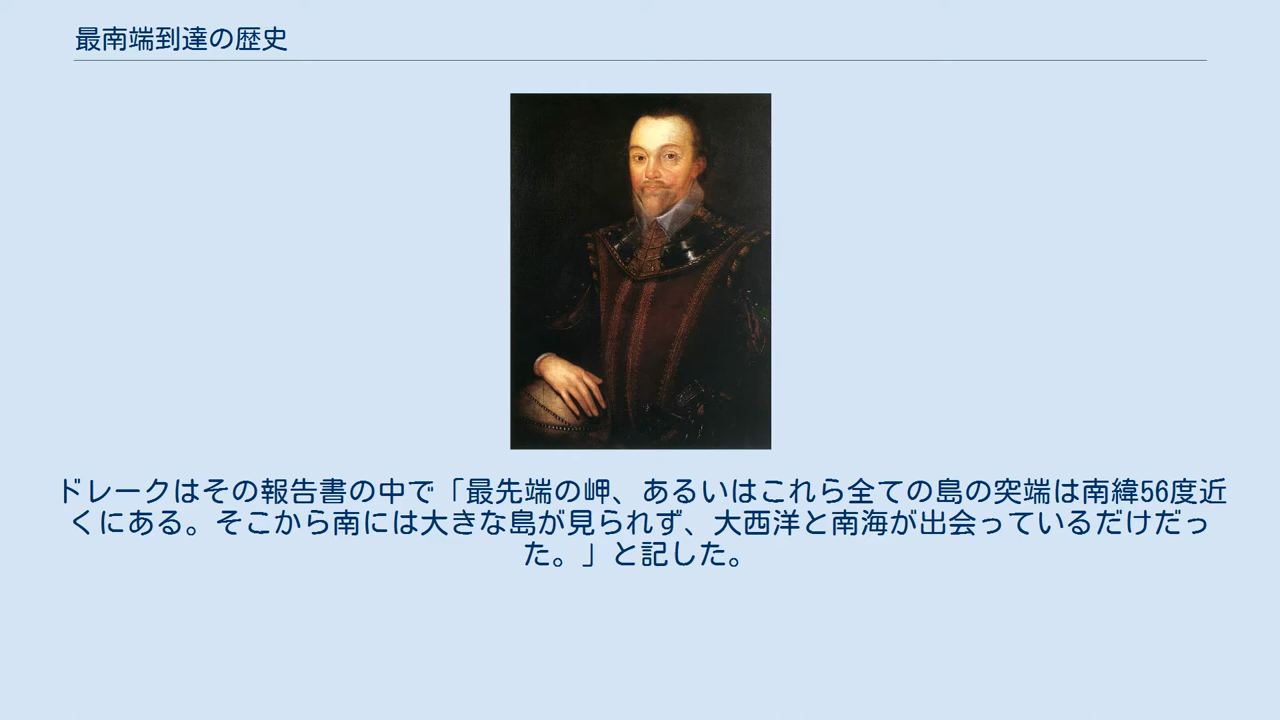 最南端到達の歴史
ドレークはその報告書の中で「最先端の岬、あるいはこれら全ての島の突端は南緯56度近
くにある。そこから南には大きな島が見られず、大西洋と南海が出会っているだけだっ
た。」と記した。